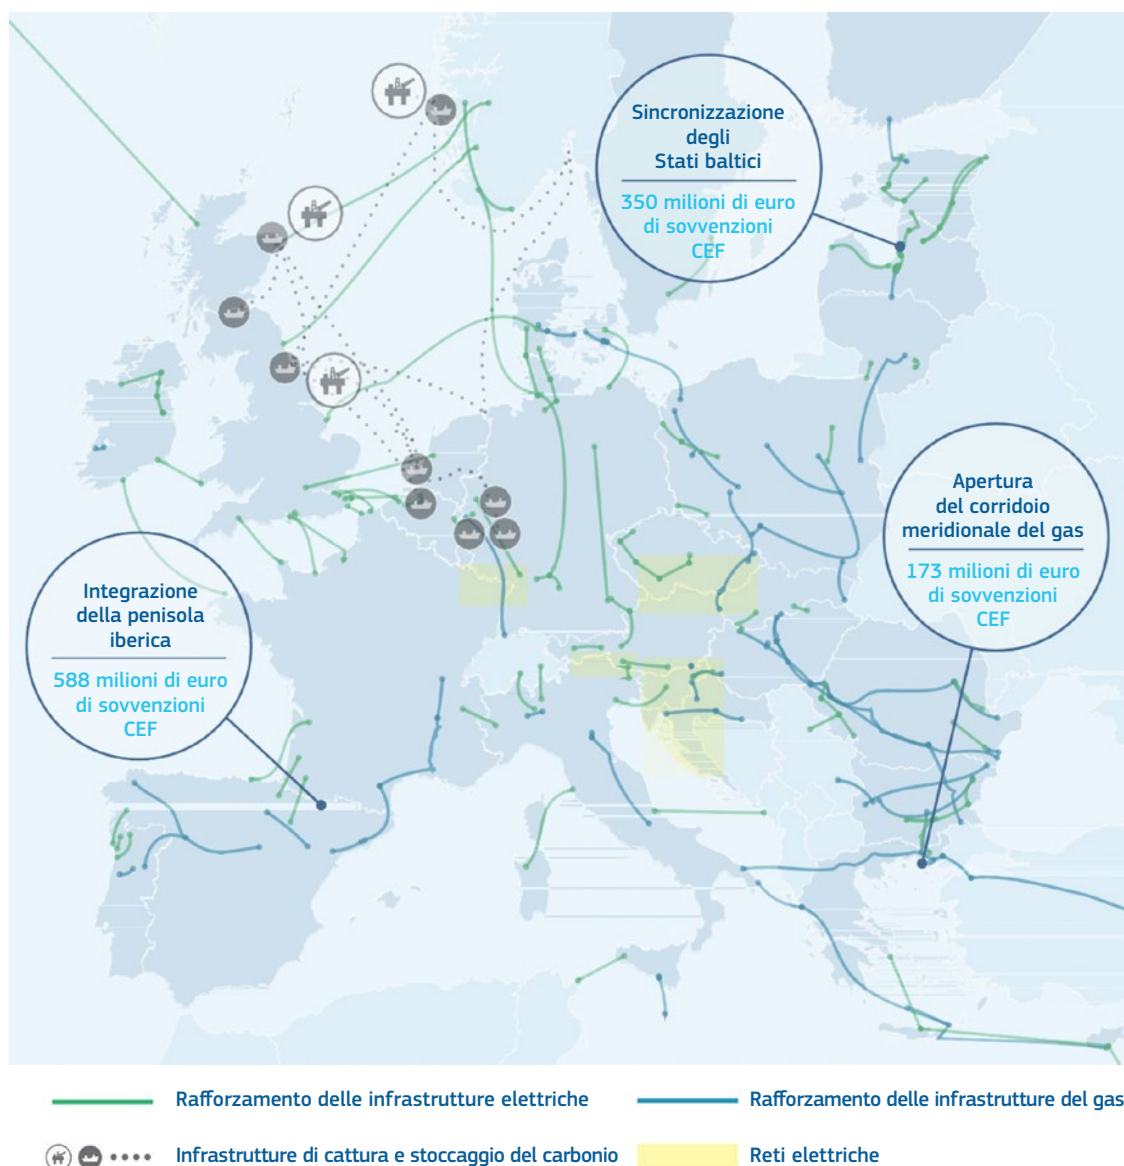 Sincronizzazione
degli
Stati baltici
350 milioni di euro
di sovvenzioni
CEF
Apertura
del corridoio
meridionale del gas
173 milioni di euro
di sovvenzioni
CEF
Integrazione
della penisola
iberica
588 milioni di euro
di sovvenzioni
CEF
Rafforzamento delle infrastrutture elettriche
Rafforzamento delle infrastrutture del gas
Infrastrutture di cattura e stoccaggio del carbonio
Reti elettriche